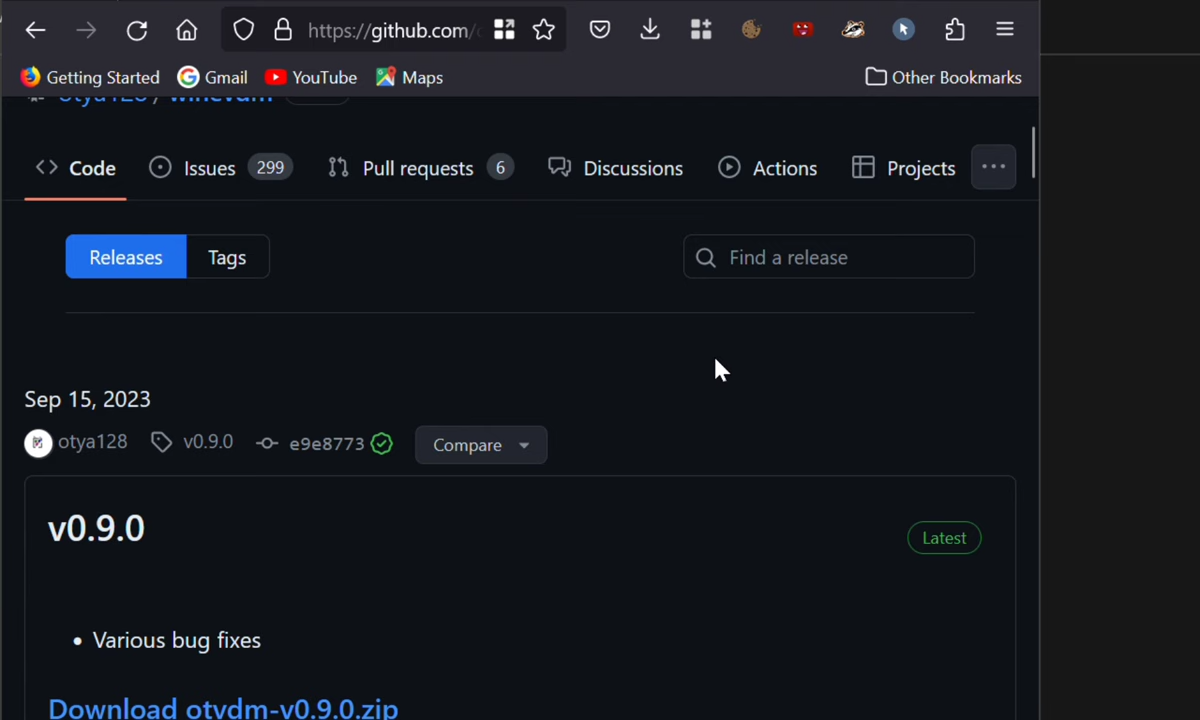 https://github.com/
Getting Started Gmail YouTube Maps Other Bookmarks
otya128 / winevdm
Code Issues 299 Pull requests 6 Discussions Actions Projects
Releases Tags Find a release
Sep 15, 2023
otya128 v0.9.0 e9e8773 Compare
v0.9.0
Latest
• Various bug fixes
Download otvdm-v0.9.0.zip